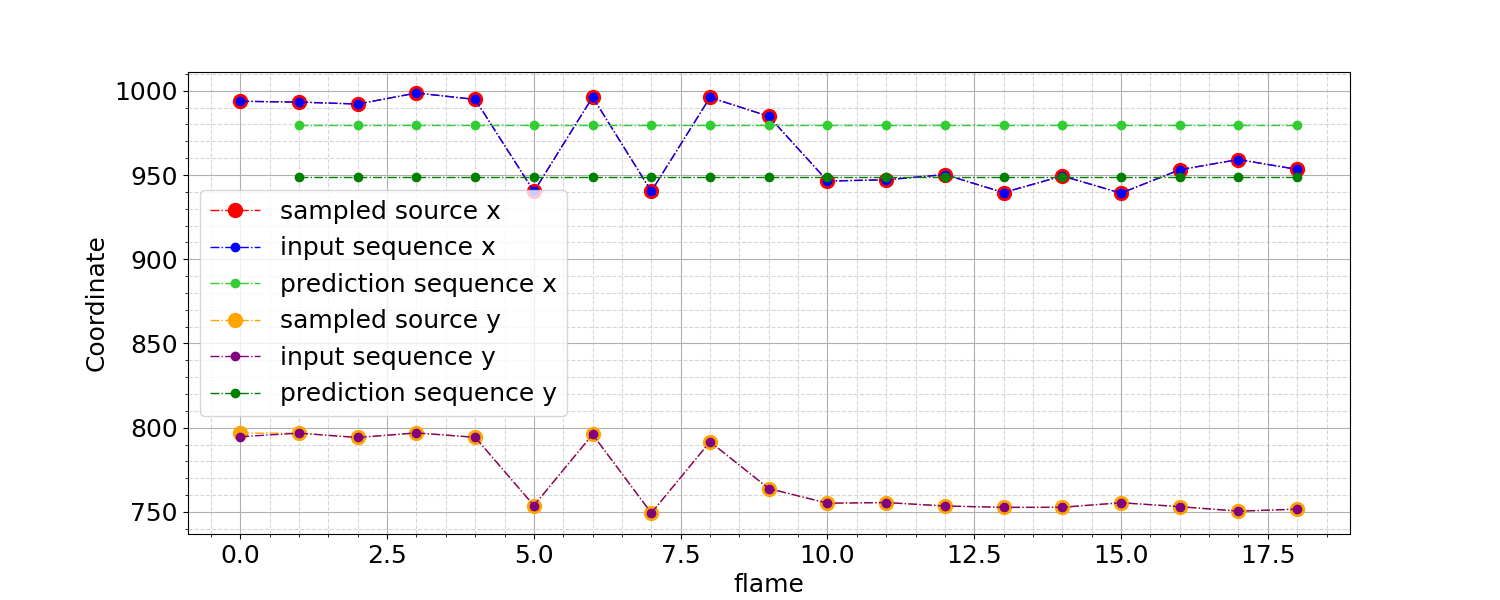 1000
950
900
850
800
750
Coordinate
sampled source x
input sequence x
prediction sequence x
sampled source y
input sequence y
prediction sequence y
0.0 2.5 5.0 7.5 10.0 12.5 15.0 17.5
flame